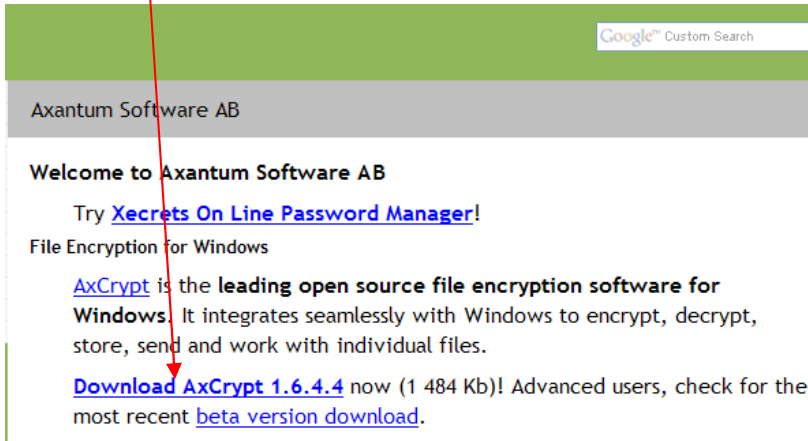 Google™ Custom Search
Axantum Software AB
Welcome to Axantum Software AB
Try Xecrets On Line Password Manager!
File Encryption for Windows
AxCrypt is the leading open source file encryption software for
Windows. It integrates seamlessly with Windows to encrypt, decrypt,
store, send and work with individual files.
Download AxCrypt 1.6.4.4 now (1 484 Kb)! Advanced users, check for the
most recent beta version download.